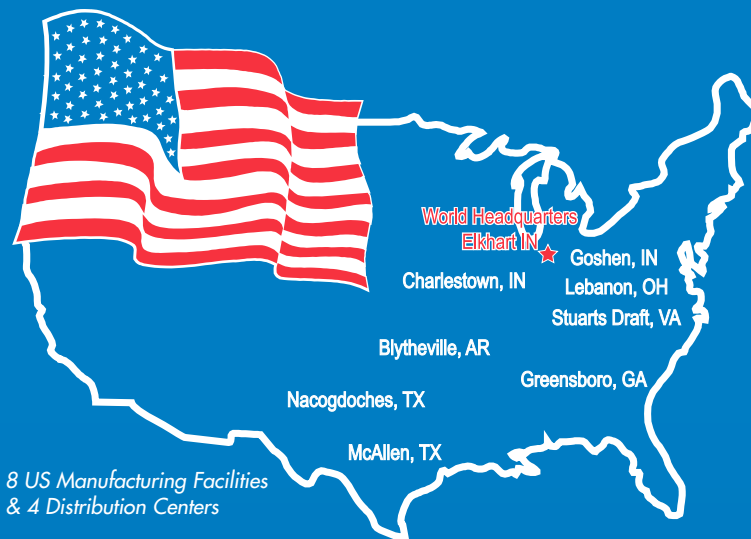 World Headquarters
Elkhart IN
Goshen, IN
Charlestown, IN
Lebanon, OH
Stuarts Draft, VA
Blytheville, AR
Greensboro, GA
Nacogdoches, TX
McAllen, TX
8 US Manufacturing Facilities
& 4 Distribution Centers